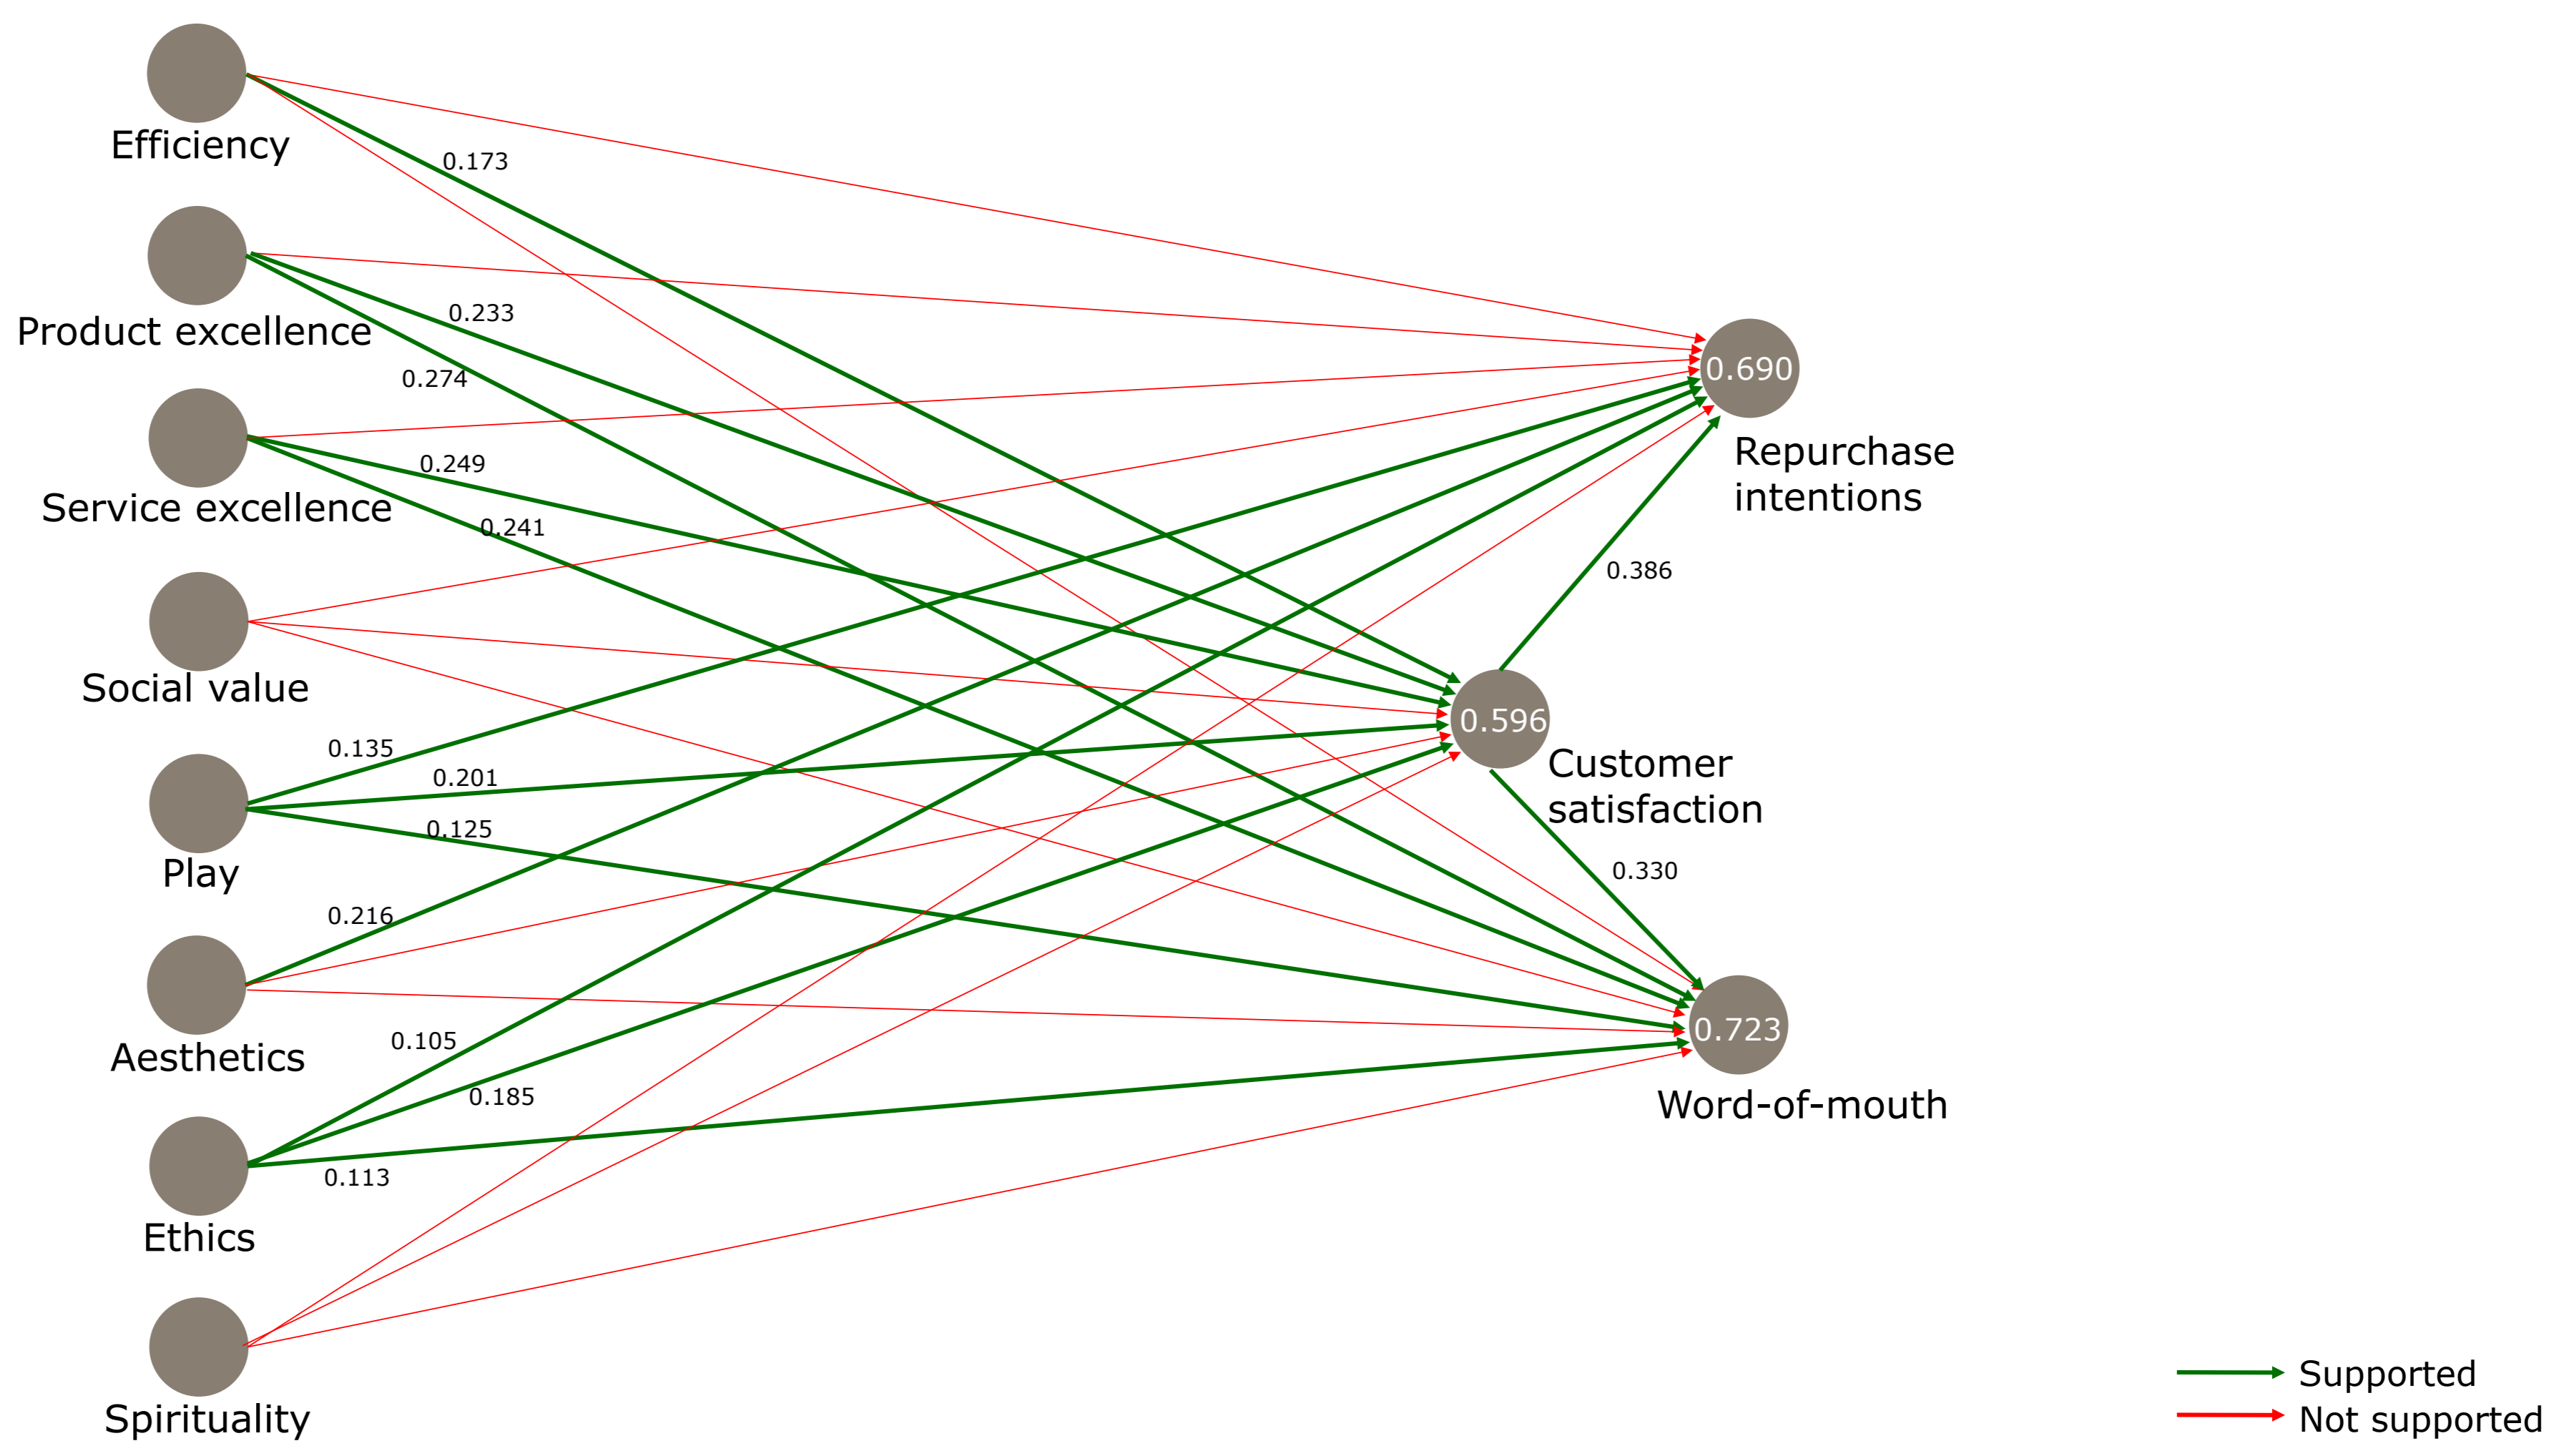 Efficiency
0.173
Product excellence
0.233
0.274
0.690
Service excellence
0.249
0.241
Repurchase
intentions
0.386
Social value
0.596
0.135
0.201
0.125
Customer
satisfaction
Play
0.330
0.216
Aesthetics
0.723
0.105
0.185
Word-of-mouth
0.113
Ethics
Spirituality
Supported
Not supported